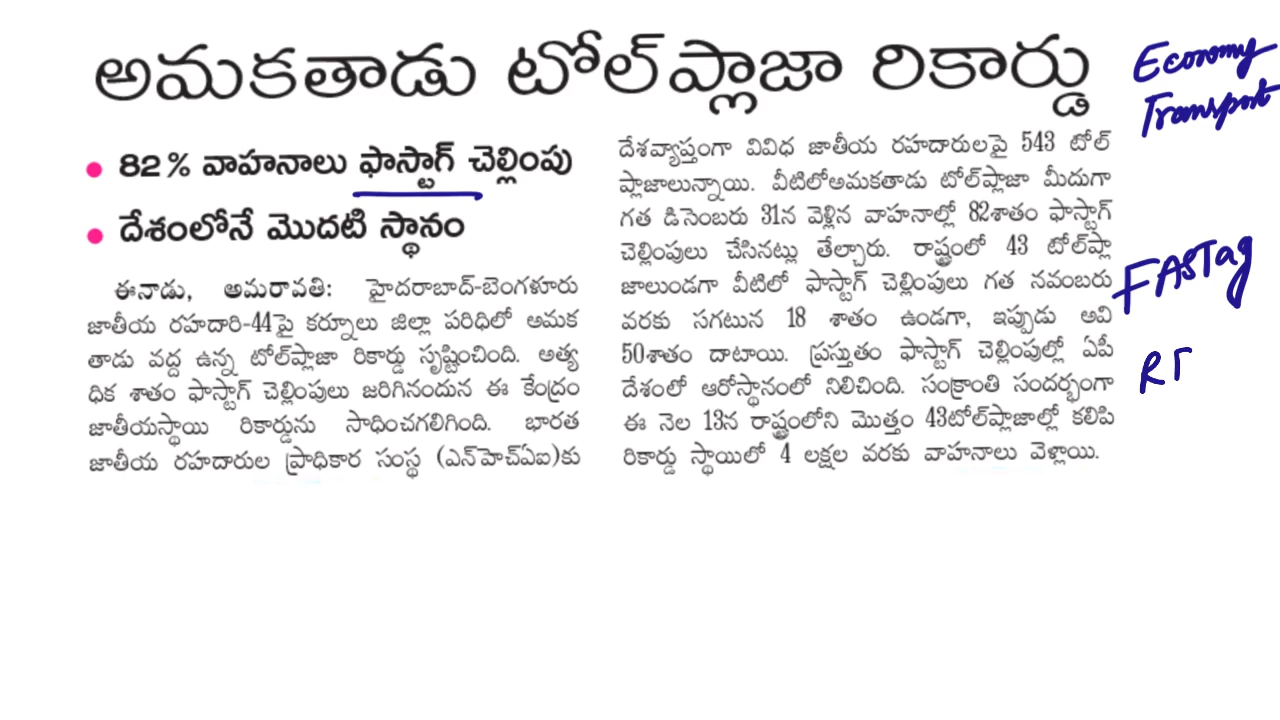 అమకతాడు టోల్‌ప్లాజా రికార్డు
• 82% వాహనాలు ఫాస్టాగ్ చెల్లింపు
• దేశంలోనే మొదటి స్థానం
ఈనాడు, అమరావతి: హైదరాబాద్-బెంగళూరు
జాతీయ రహదారి-44పై కర్నూలు జిల్లా పరిధిలో అమక
తాడు వద్ద ఉన్న టోల్‌ప్లాజా రికార్డు సృష్టించింది. అత్య
ధిక శాతం ఫాస్టాగ్ చెల్లింపులు జరిగినందున ఈ కేంద్రం
జాతీయస్థాయి రికార్డును సాధించగలిగింది. భారత
జాతీయ రహదారుల ప్రాధికార సంస్థ (ఎన్‌హెచ్‌ఏఐ)కు
దేశవ్యాప్తంగా వివిధ జాతీయ రహదారులపై 543 టోల్
ప్లాజాలున్నాయి. వీటిలోఅమకతాడు టోల్‌ప్లాజా మీదుగా
గత డిసెంబరు 31న వెళ్లిన వాహనాల్లో 82శాతం ఫాస్టాగ్
చెల్లింపులు చేసినట్లు తేల్చారు. రాష్ట్రంలో 43 టోల్‌ప్లా
జాలుండగా వీటిలో ఫాస్టాగ్ చెల్లింపులు గత నవంబరు
వరకు సగటున 18 శాతం ఉండగా, ఇప్పుడు అవి
50శాతం దాటాయి. ప్రస్తుతం ఫాస్టాగ్ చెల్లింపుల్లో ఏపీ
దేశంలో ఆరోస్థానంలో నిలిచింది. సంక్రాంతి సందర్భంగా
ఈ నెల 13న రాష్ట్రంలోని మొత్తం 43టోల్‌ప్లాజాల్లో కలిపి
రికార్డు స్థాయిలో 4 లక్షల వరకు వాహనాలు వెళ్లాయి.
Economy
Transport
FASTag
RT